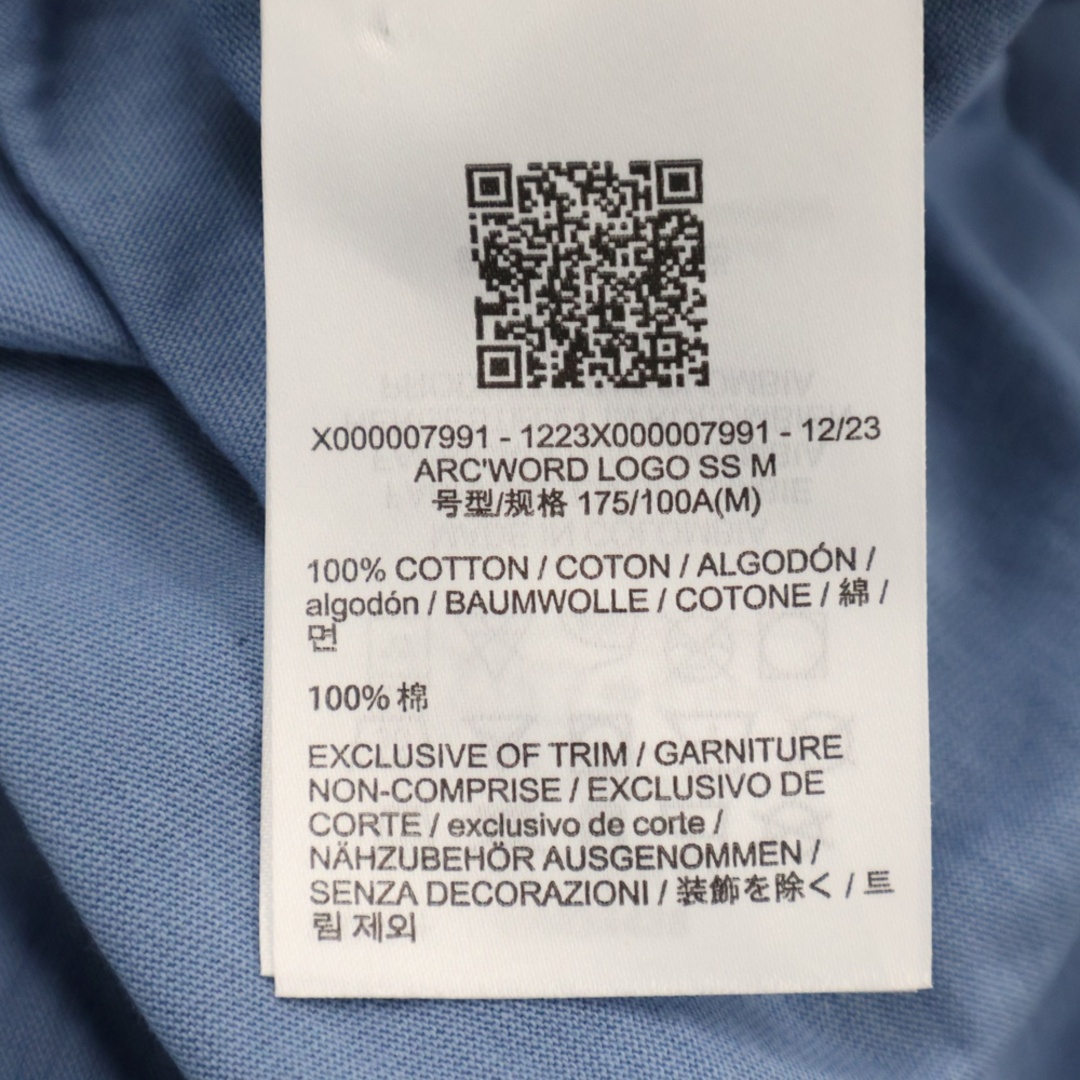 X000007991 - 1223X000007991 - 12/23
ARC'WORD LOGO SS M
号型/规格 175/100A(M)
100% COTTON / COTON / ALGODÓN /
algodón / BAUMWOLLE / COTONE / 綿 /
면
100% 棉
EXCLUSIVE OF TRIM / GARNITURE
NON-COMPRISE / EXCLUSIVO DE
CORTE / exclusivo de corte /
NÄHZUBEHÖR AUSGENOMMEN /
SENZA DECORAZIONI / 装飾を除く / 트
림 제외